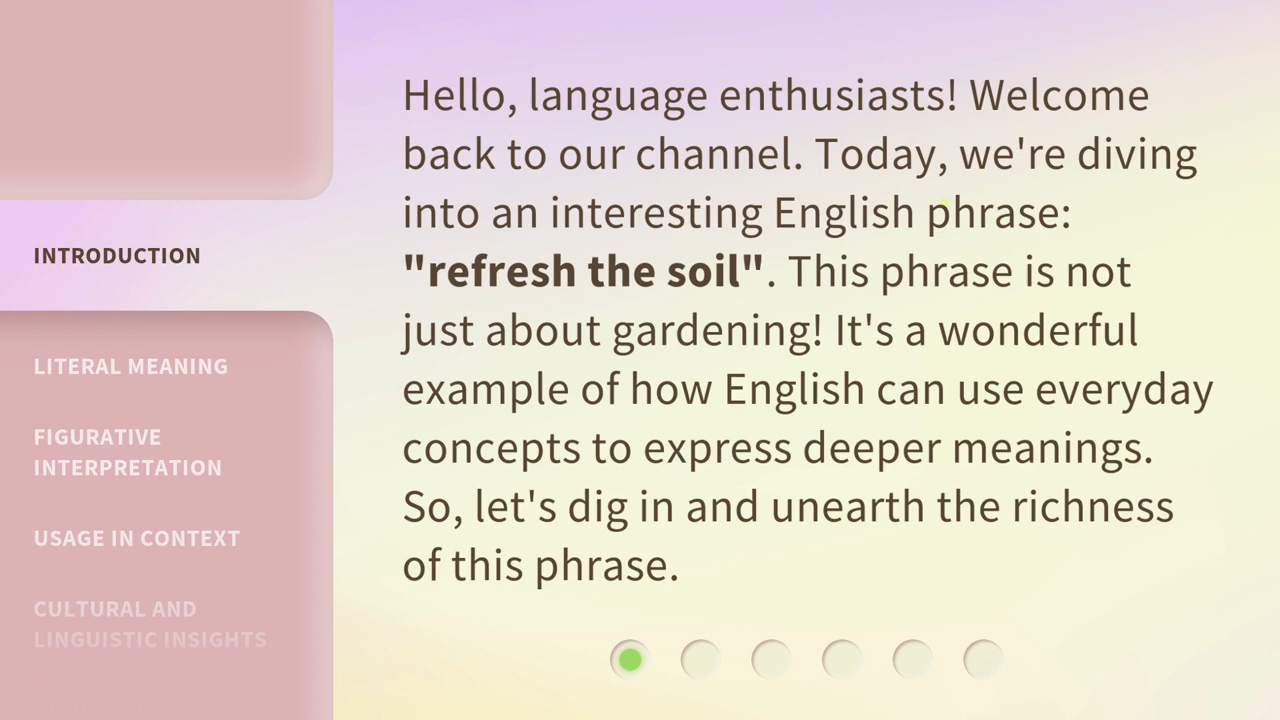 INTRODUCTION
LITERAL MEANING
FIGURATIVE
INTERPRETATION
USAGE IN CONTEXT
CULTURAL AND
LINGUISTIC INSIGHTS
Hello, language enthusiasts! Welcome
back to our channel. Today, we're diving
into an interesting English phrase:
"refresh the soil". This phrase is not
just about gardening! It's a wonderful
example of how English can use everyday
concepts to express deeper meanings.
So, let's dig in and unearth the richness
of this phrase.